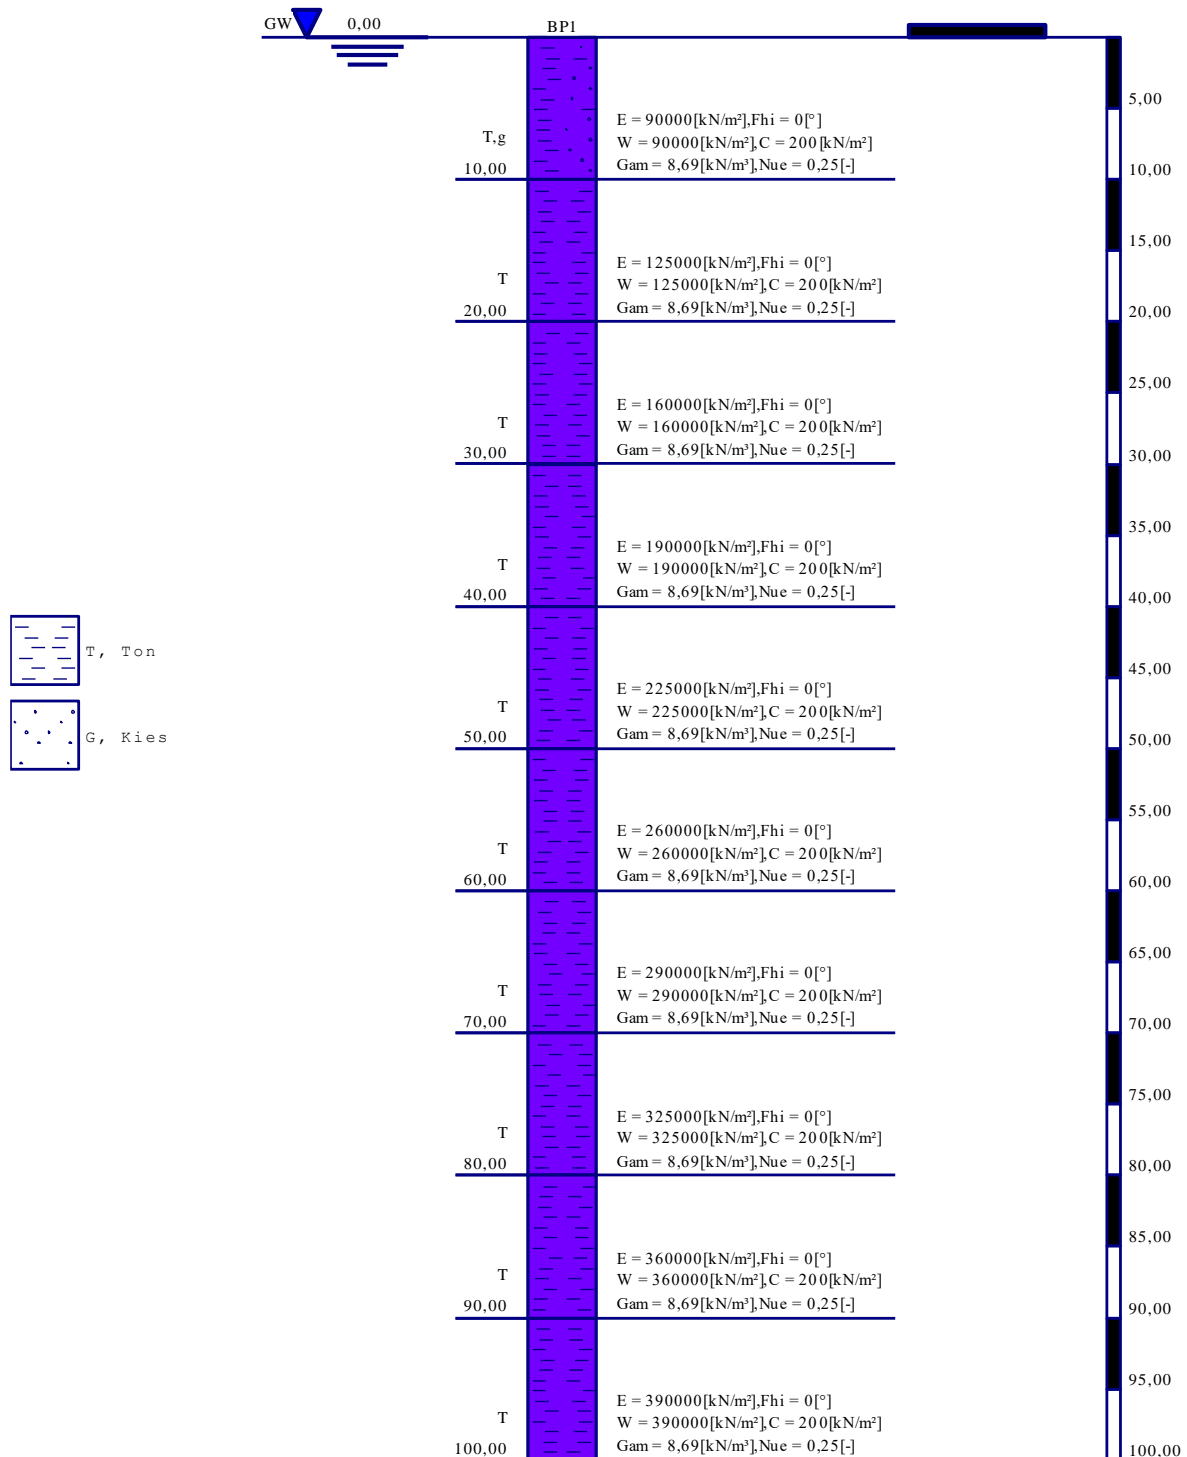 GW 0,00 BP1
5,00
E = 90000[kN/m²],Fhi = 0[°]
T,g
W = 90000[kN/m²],C = 200[kN/m²]
10,00
Gam = 8,69[kN/m³],Nue = 0,25[-]
10,00
15,00
E = 125000[kN/m²],Fhi = 0[°]
T
W = 125000[kN/m²],C = 200[kN/m²]
20,00
Gam = 8,69[kN/m³],Nue = 0,25[-]
20,00
25,00
E = 160000[kN/m²],Fhi = 0[°]
T
W = 160000[kN/m²],C = 200[kN/m²]
30,00
Gam = 8,69[kN/m³],Nue = 0,25[-]
30,00
35,00
E = 190000[kN/m²],Fhi = 0[°]
T
W = 190000[kN/m²],C = 200[kN/m²]
40,00
Gam = 8,69[kN/m³],Nue = 0,25[-]
40,00
T, Ton
45,00
E = 225000[kN/m²],Fhi = 0[°]
T
W = 225000[kN/m²],C = 200[kN/m²]
50,00
Gam = 8,69[kN/m³],Nue = 0,25[-]
50,00
G, Kies
55,00
E = 260000[kN/m²],Fhi = 0[°]
T
W = 260000[kN/m²],C = 200[kN/m²]
60,00
Gam = 8,69[kN/m³],Nue = 0,25[-]
60,00
65,00
E = 290000[kN/m²],Fhi = 0[°]
T
W = 290000[kN/m²],C = 200[kN/m²]
70,00
Gam = 8,69[kN/m³],Nue = 0,25[-]
70,00
75,00
E = 325000[kN/m²],Fhi = 0[°]
T
W = 325000[kN/m²],C = 200[kN/m²]
80,00
Gam = 8,69[kN/m³],Nue = 0,25[-]
80,00
85,00
E = 360000[kN/m²],Fhi = 0[°]
T
W = 360000[kN/m²],C = 200[kN/m²]
90,00
Gam = 8,69[kN/m³],Nue = 0,25[-]
90,00
95,00
E = 390000[kN/m²],Fhi = 0[°]
T
W = 390000[kN/m²],C = 200[kN/m²]
100,00
Gam = 8,69[kN/m³],Nue = 0,25[-]
100,00